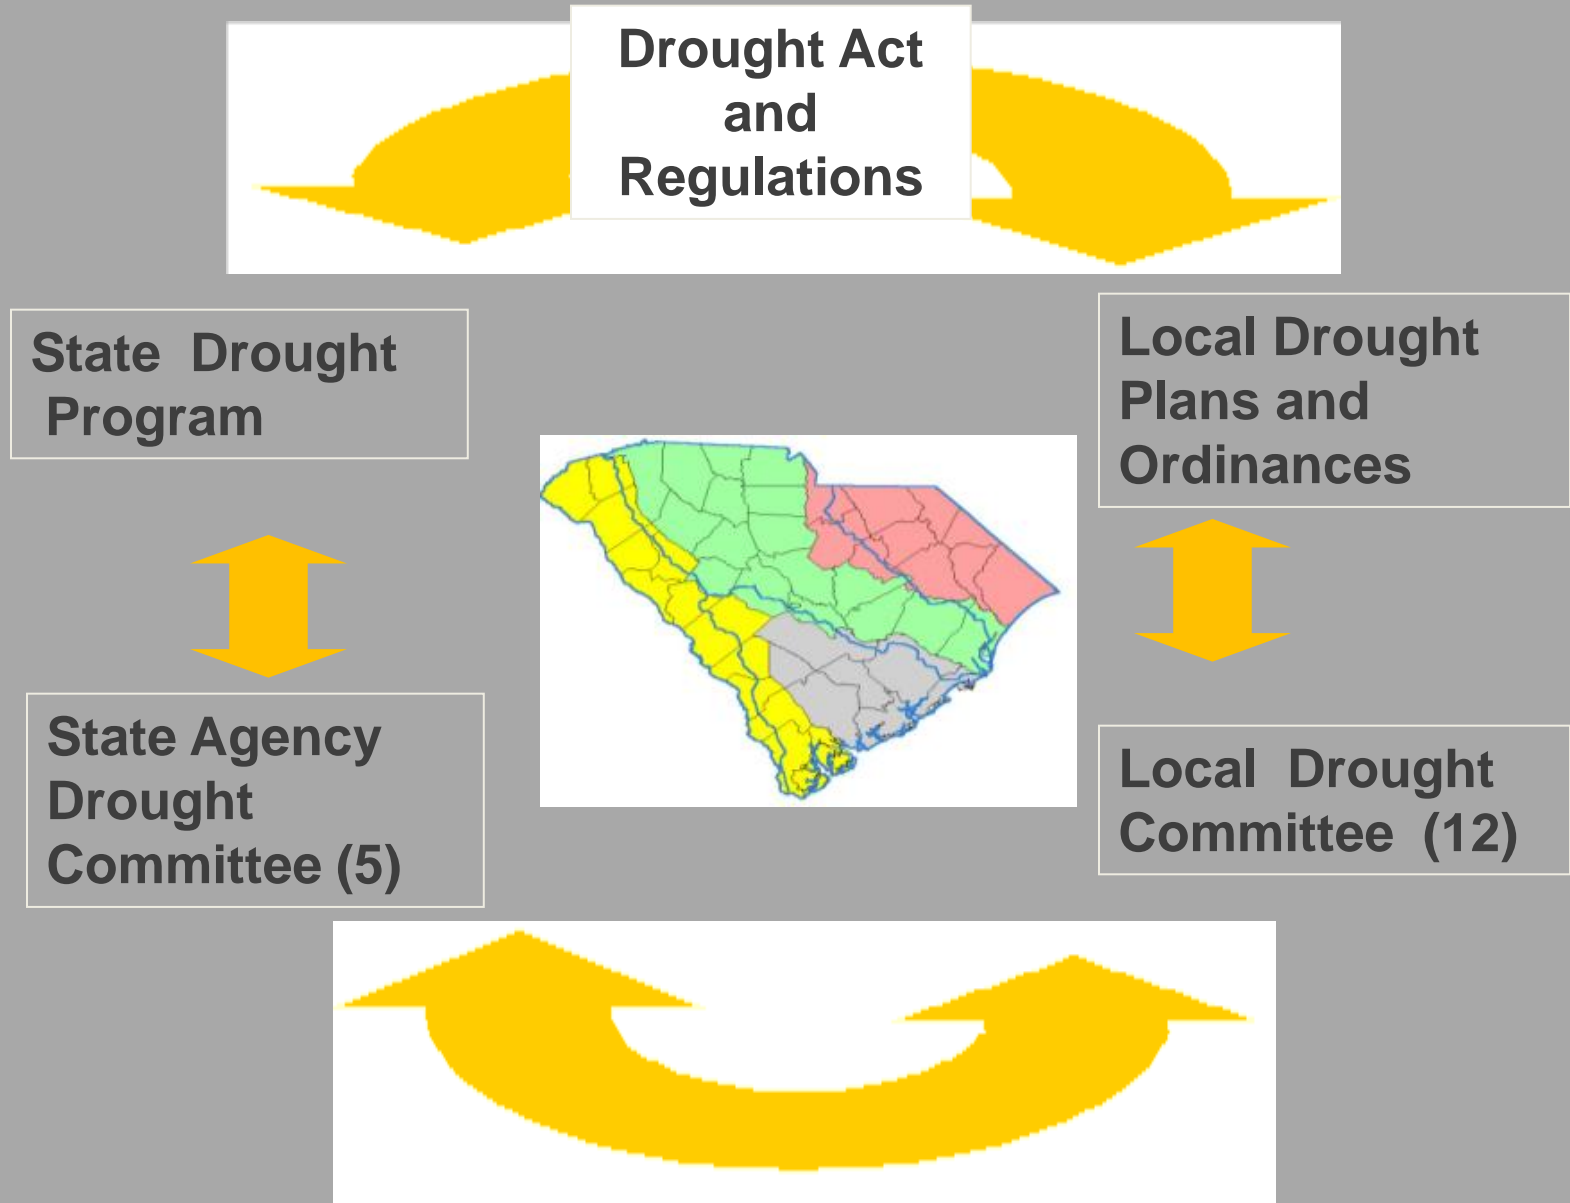 Drought Act
and
Regulations
State Drought
Program
Local Drought
Plans and
Ordinances
State Agency
Drought
Committee (5)
Local Drought
Committee (12)